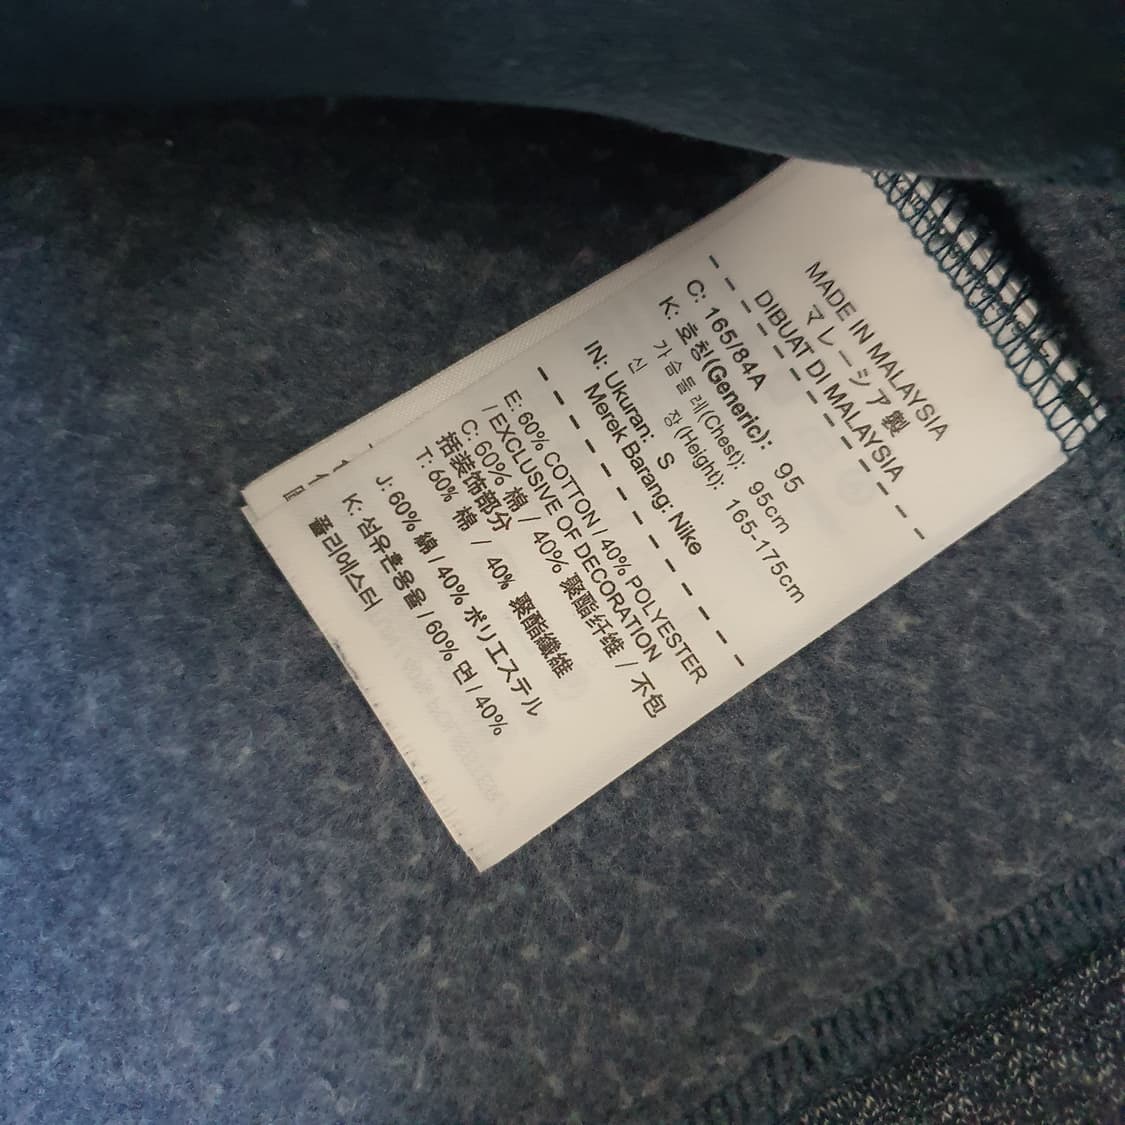 MADE IN MALAYSIA
マレーシア製
DIBUAT DI MALAYSIA
C: 165/84A
K: 호칭(Generic): 95
가슴둘레(Chest): 95cm
신 장(Height): 165-175cm
IN: Ukuran: S
Merek Barang: Nike
E: 60% COTTON / 40% POLYESTER
/ EXCLUSIVE OF DECORATION
C: 60% 棉 / 40% 聚酯纤维 / 不包
括装饰部分
T: 60% 棉 / 40% 聚酯纖維
J: 60% 綿 / 40% ポリエステル
K: 섬유혼용율 / 60% 면 / 40%
폴리에스터